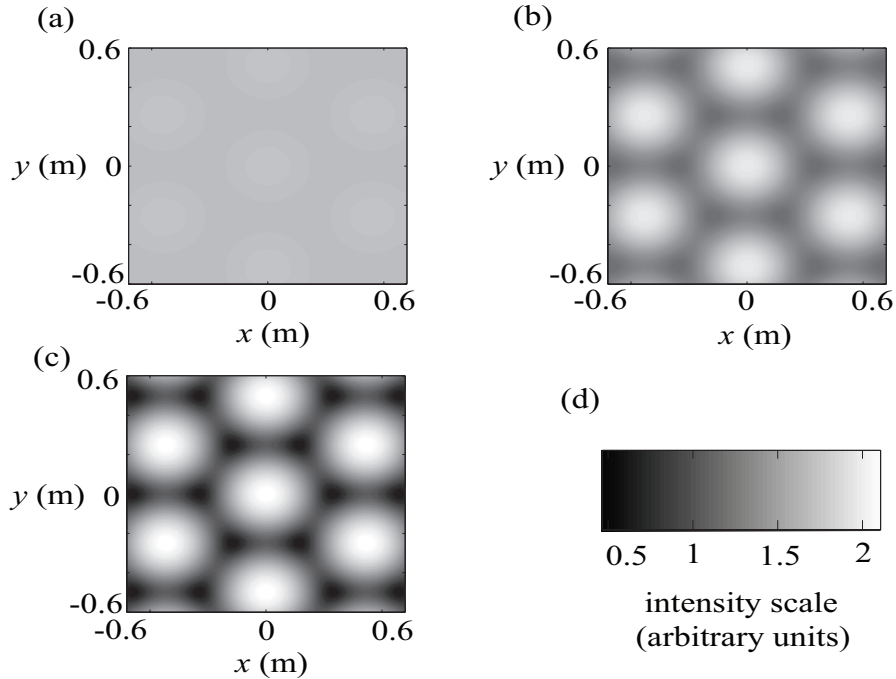 (a)
0.6
y (m) 0
-0.6
-0.6 0 0.6
x (m)
(b)
0.6
y (m) 0
-0.6
-0.6 0 0.6
x (m)
(c)
0.6
y (m) 0
-0.6
-0.6 0 0.6
x (m)
(d)
0.5 1 1.5 2
intensity scale
(arbitrary units)